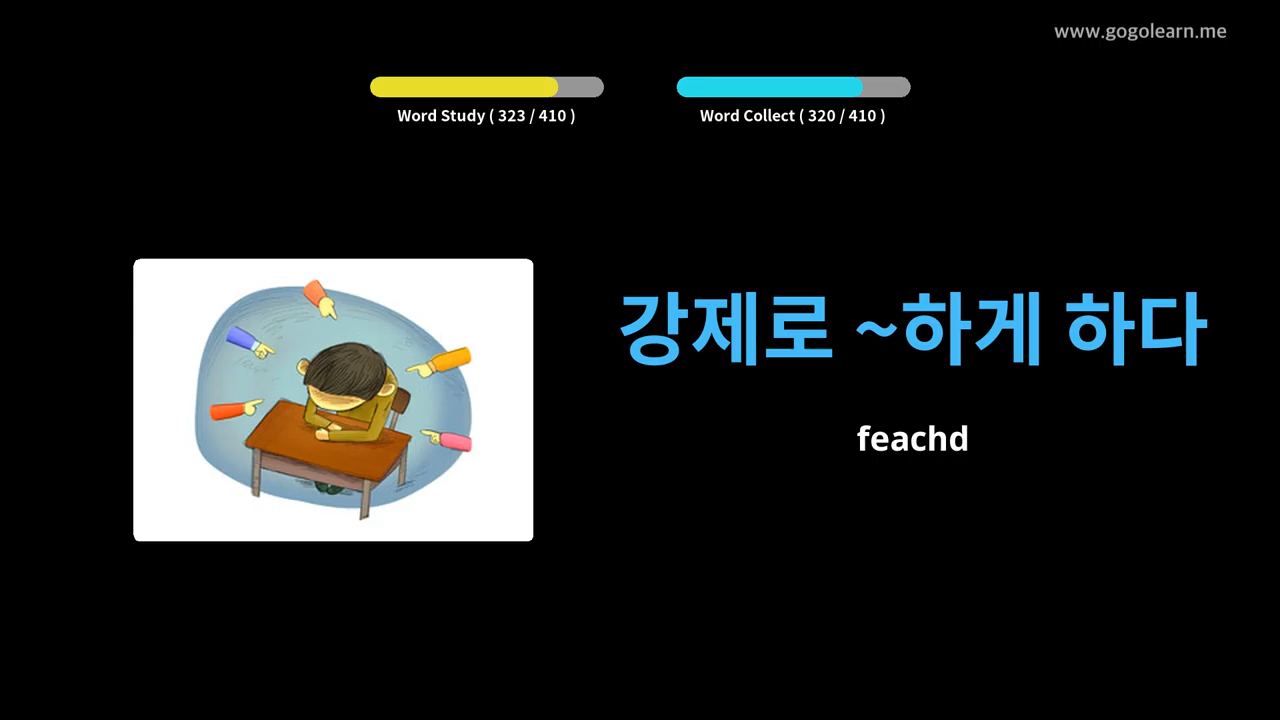 www.gogolearn.me
Word Study ( 323 / 410 )
Word Collect ( 320 / 410 )
강제로 ~하게 하다
feachd